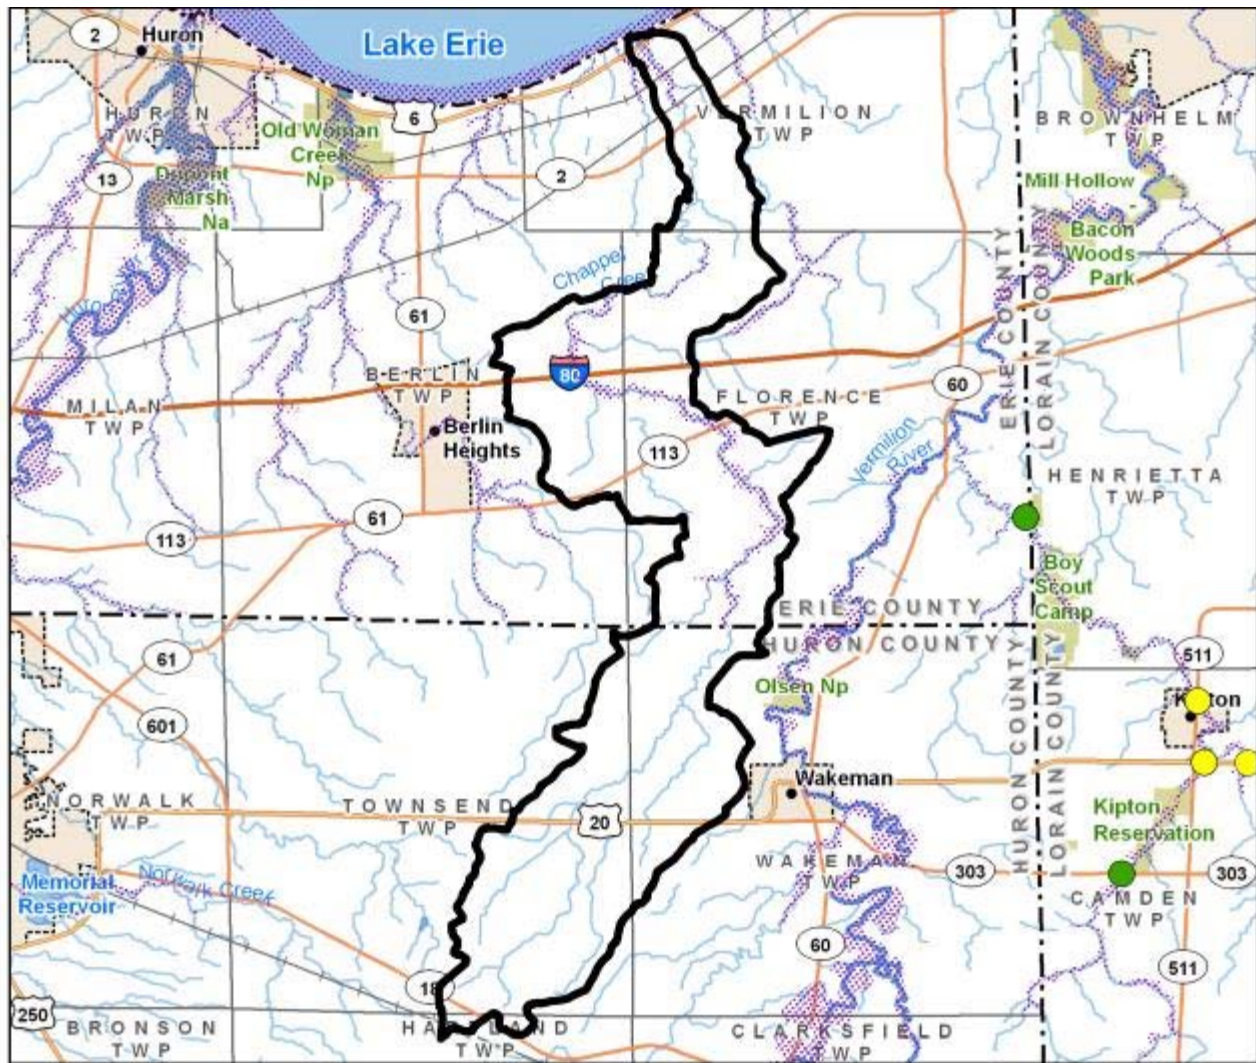 2
Huron
Lake Erie
6
VERMILION
TWP
BROWNHELM
TWP
HURON
TWP
Old Woman
Creek
Np
13
Dupont
Marsh
Na
2
Mill Hollow
-
Bacon
Woods
Park
Chappel
Creek
Huron River
61
ERIE COUNTY
LORAIN COUNTY
80
BERLIN
TWP
60
MILAN
TWP
FLORENCE
TWP
Berlin
Heights
113
Vermilion
River
HENRIETTA
TWP
61
113
Boy
Scout
Camp
ERIE COUNTY
HURON COUNTY
61
511
HURON COUNTY
LORAIN COUNTY
Olsen Np
Kipton
601
Wakeman
NORWALK
TWP
TOWNSEND
TWP
20
Kipton
Reservation
WAKEMAN
TWP
303
303
Memorial
Reservoir
Norfolk Creek
CAMDEN
TWP
60
511
18
250
BRONSON
TWP
HARTLAND
TWP
CLARKSFIELD
TWP